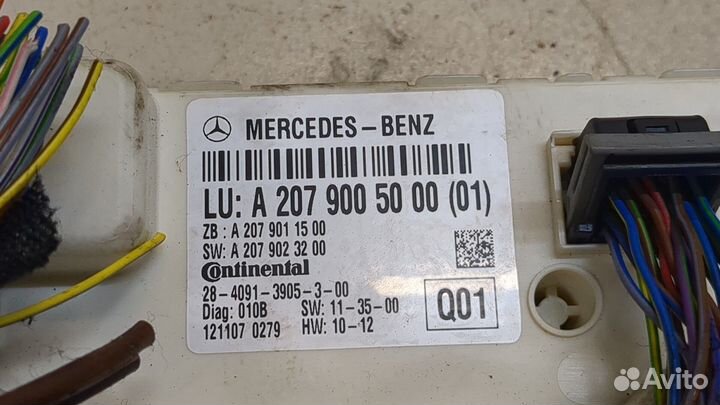 MERCEDES-BENZ
LU: A 207 900 50 00 (01)
ZB : A 207 901 15 00
SW: A 207 902 32 00
Continental
28-4091-3905-3-00
Diag: 010B SW: 11-35-00
121107 0279 HW: 10-12
Q01
Avito